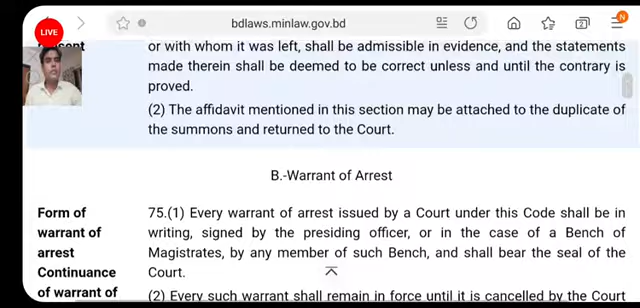 bdlaws.minlaw.gov.bd
2
N
LIVE
or with whom it was left, shall be admissible in evidence, and the statements
made therein shall be deemed to be correct unless and until the contrary is
proved.
(2) The affidavit mentioned in this section may be attached to the duplicate of
the summons and returned to the Court.
B.-Warrant of Arrest
Form of
warrant of
arrest
Continuance
of warrant of
75.(1) Every warrant of arrest issued by a Court under this Code shall be in
writing, signed by the presiding officer, or in the case of a Bench of
Magistrates, by any member of such Bench, and shall bear the seal of the
Court.
(2) Every such warrant shall remain in force until it is cancelled by the Court